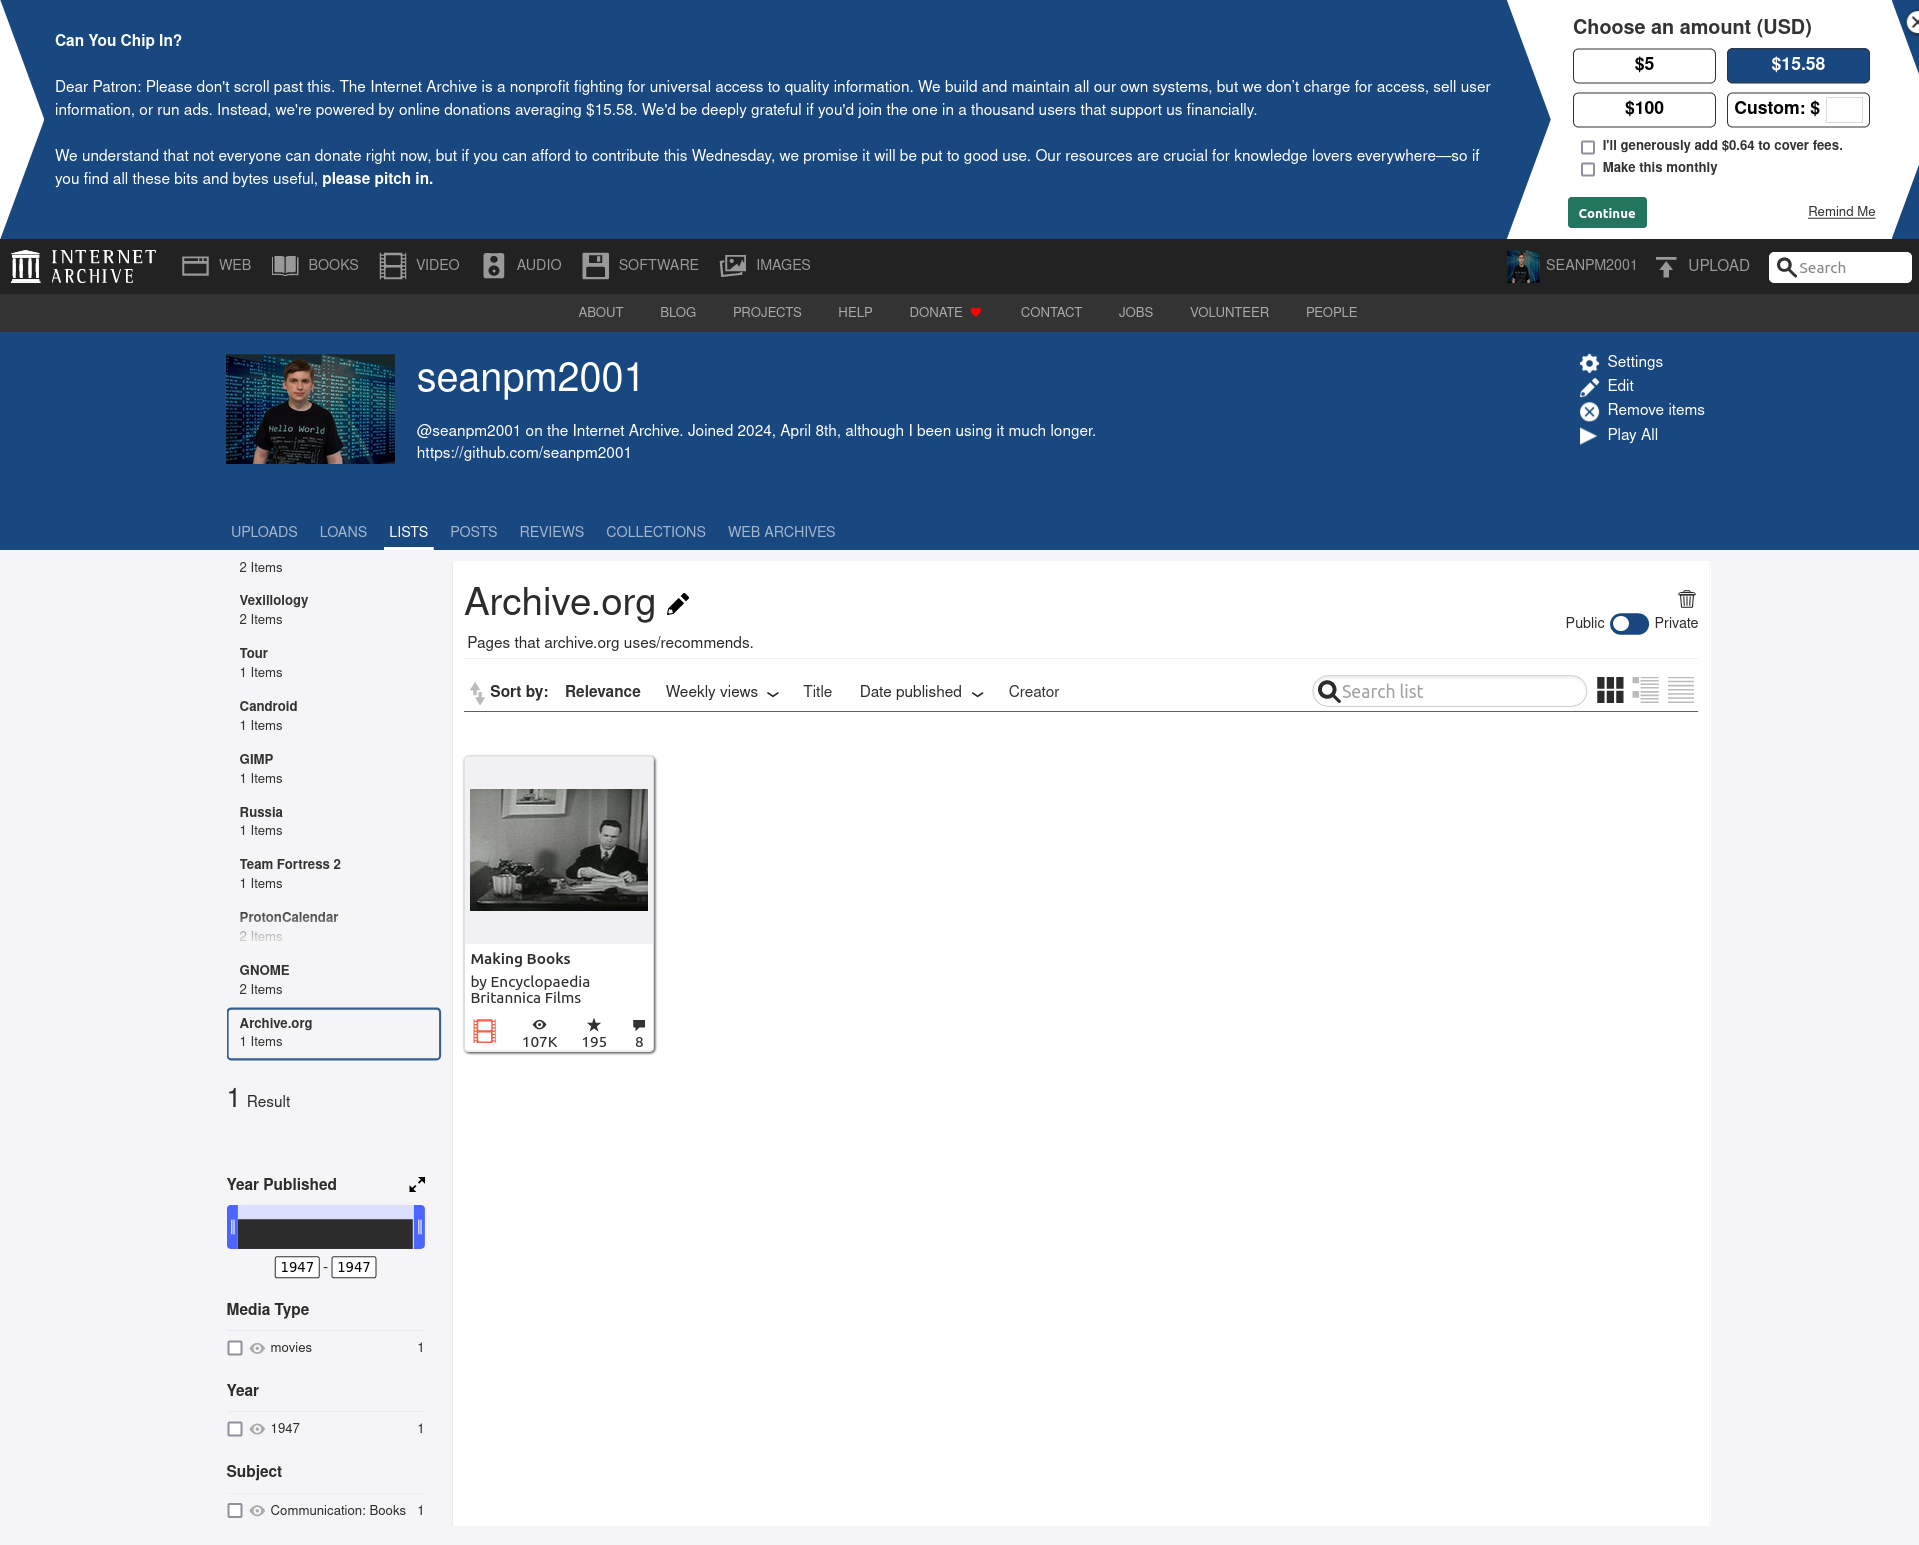 Can You Chip In?
Dear Patron: Please don't scroll past this. The Internet Archive is a nonprofit fighting for universal access to quality information. We build and maintain all our own systems, but we don’t charge for access, sell user
information, or run ads. Instead, we're powered by online donations averaging $15.58. We'd be deeply grateful if you'd join the one in a thousand users that support us financially.
We understand that not everyone can donate right now, but if you can afford to contribute this Wednesday, we promise it will be put to good use. Our resources are crucial for knowledge lovers everywhere—so if
you find all these bits and bytes useful, please pitch in.
Choose an amount (USD)
$5 $15.58
$100 Custom: $
I'll generously add $0.64 to cover fees.
Make this monthly
Continue Remind Me
INTERNET
ARCHIVE
WEB BOOKS VIDEO AUDIO SOFTWARE IMAGES SEANPM2001 UPLOAD Search
ABOUT BLOG PROJECTS HELP DONATE CONTACT JOBS VOLUNTEER PEOPLE
Hello World
seanpm2001
@seanpm2001 on the Internet Archive. Joined 2024, April 8th, although I been using it much longer.
https://github.com/seanpm2001
Settings
Edit
Remove items
Play All
UPLOADS LOANS LISTS POSTS REVIEWS COLLECTIONS WEB ARCHIVES
2 Items
Vexillology
2 Items
Tour
1 Items
Candroid
1 Items
GIMP
1 Items
Russia
1 Items
Team Fortress 2
1 Items
ProtonCalendar
2 Items
GNOME
2 Items
Archive.org
1 Items
1 Result
Year Published
1947 - 1947
Media Type
movies 1
Year
1947 1
Subject
Communication: Books 1
Archive.org
Public Private
Pages that archive.org uses/recommends.
Sort by: Relevance Weekly views Title Date published Creator Search list
Making Books
by Encyclopaedia
Britannica Films
107K 195 8